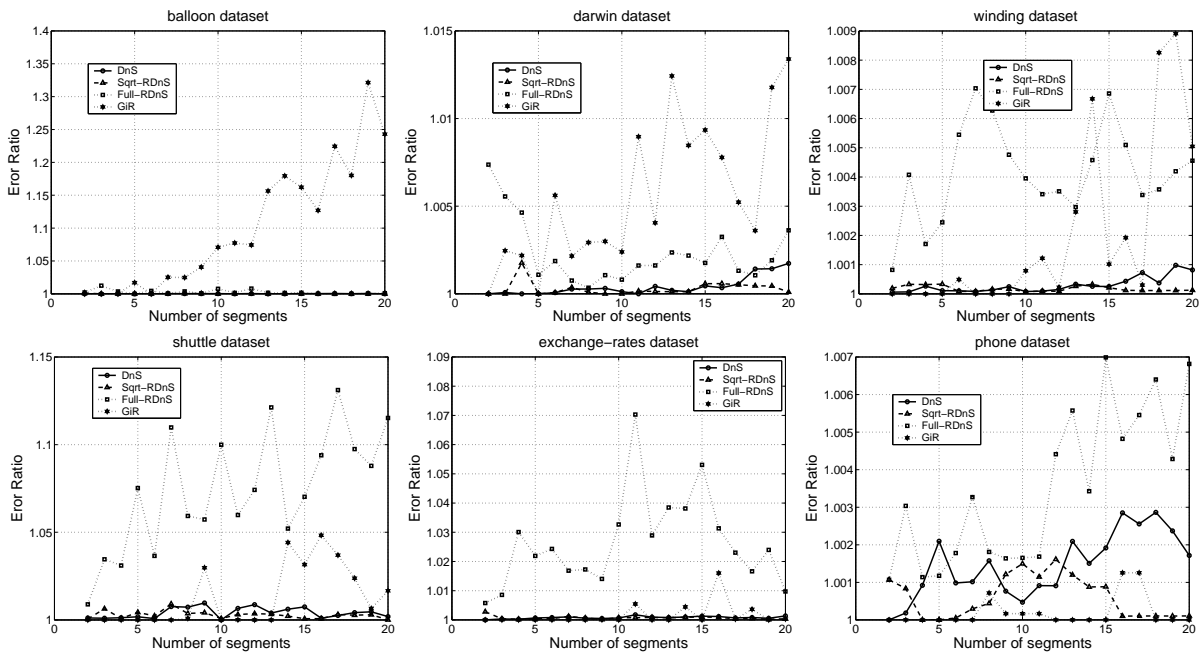 balloon dataset
1.4
1.35
1.3
1.25
1.2
1.15
1.1
1.05
1
0 5 10 15 20
Eror Ratio
Number of segments
DnS
Sqrt−RDnS
Full−RDnS
GiR
darwin dataset
1.015
1.01
1.005
1
0 5 10 15 20
Eror Ratio
Number of segments
DnS
Sqrt−RDnS
Full−RDnS
GiR
winding dataset
1.009
1.008
1.007
1.006
1.005
1.004
1.003
1.002
1.001
1
0 5 10 15 20
Eror Ratio
Number of segments
DnS
Sqrt−RDnS
Full−RDnS
GiR
shuttle dataset
1.15
1.1
1.05
1
0 5 10 15 20
Eror Ratio
Number of segments
DnS
Sqrt−RDnS
Full−RDnS
GiR
exchange−rates dataset
1.09
1.08
1.07
1.06
1.05
1.04
1.03
1.02
1.01
1
0 5 10 15 20
Eror Ratio
Number of segments
DnS
Sqrt−RDnS
Full−RDnS
GiR
phone dataset
1.007
1.006
1.005
1.004
1.003
1.002
1.001
1
0 5 10 15 20
Eror Ratio
Number of segments
DnS
Sqrt−RDnS
Full−RDnS
GiR